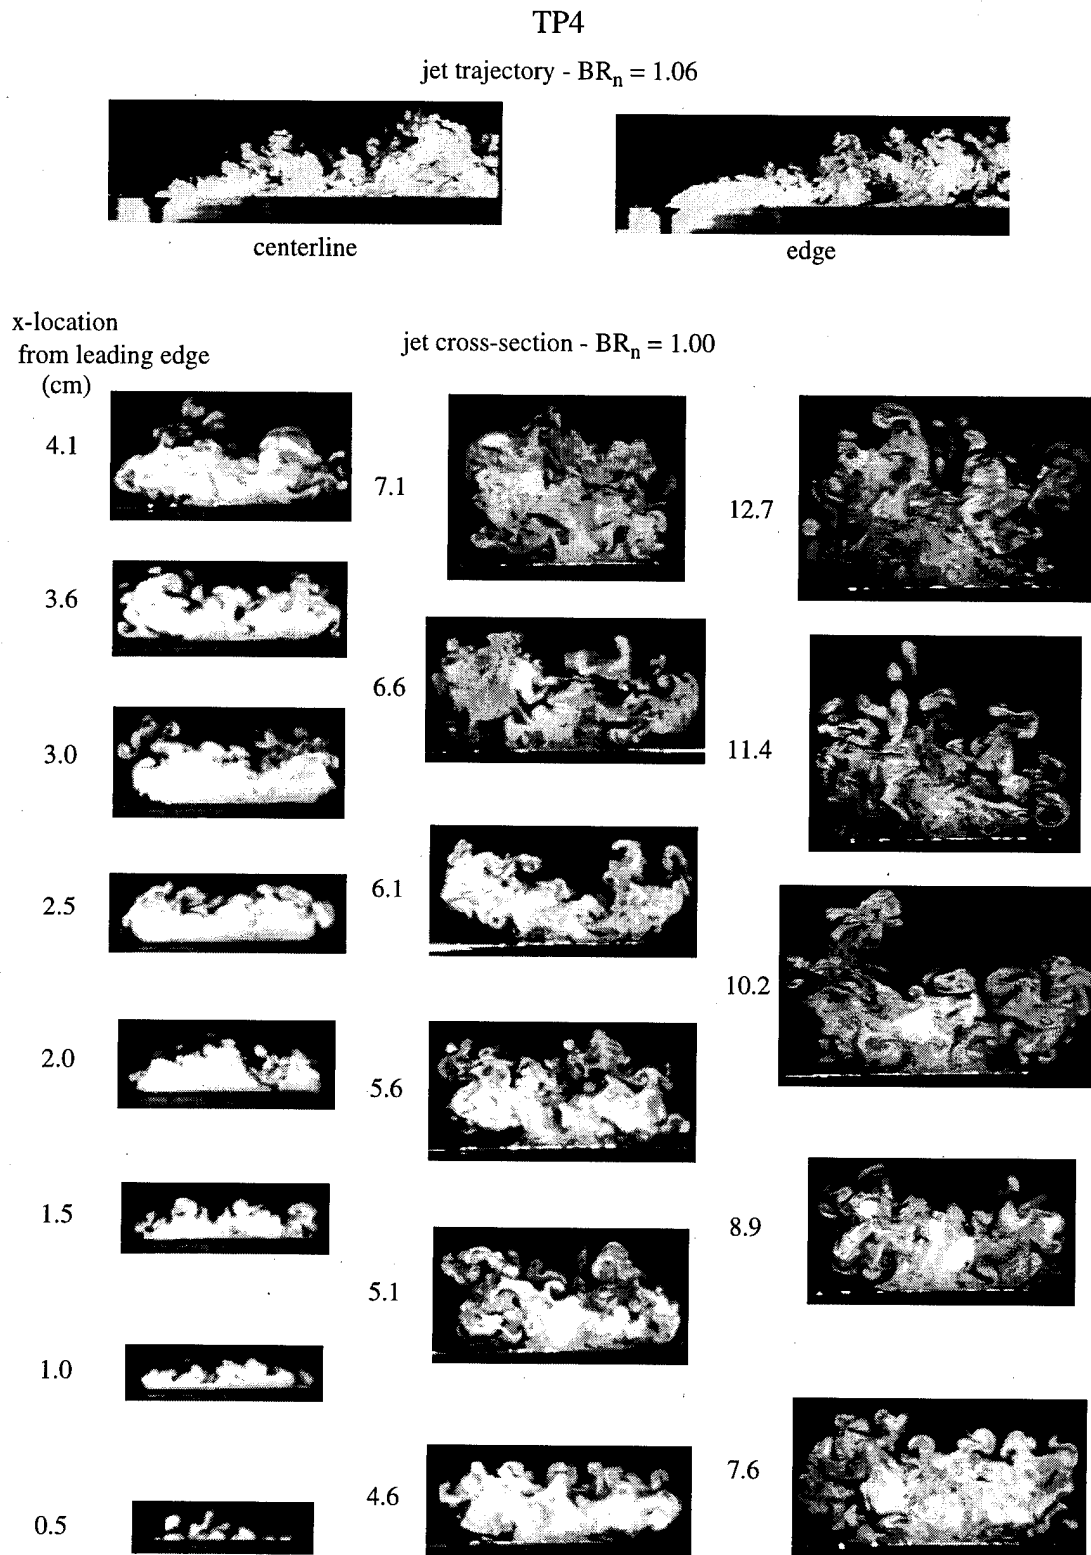 TP4
jet trajectory - BRn = 1.06
centerline
edge
x-location
from leading edge
(cm)
jet cross-section - BRn = 1.00
4.1
3.6
3.0
2.5
2.0
1.5
1.0
0.5
7.1
6.6
6.1
5.6
5.1
4.6
12.7
11.4
10.2
8.9
7.6